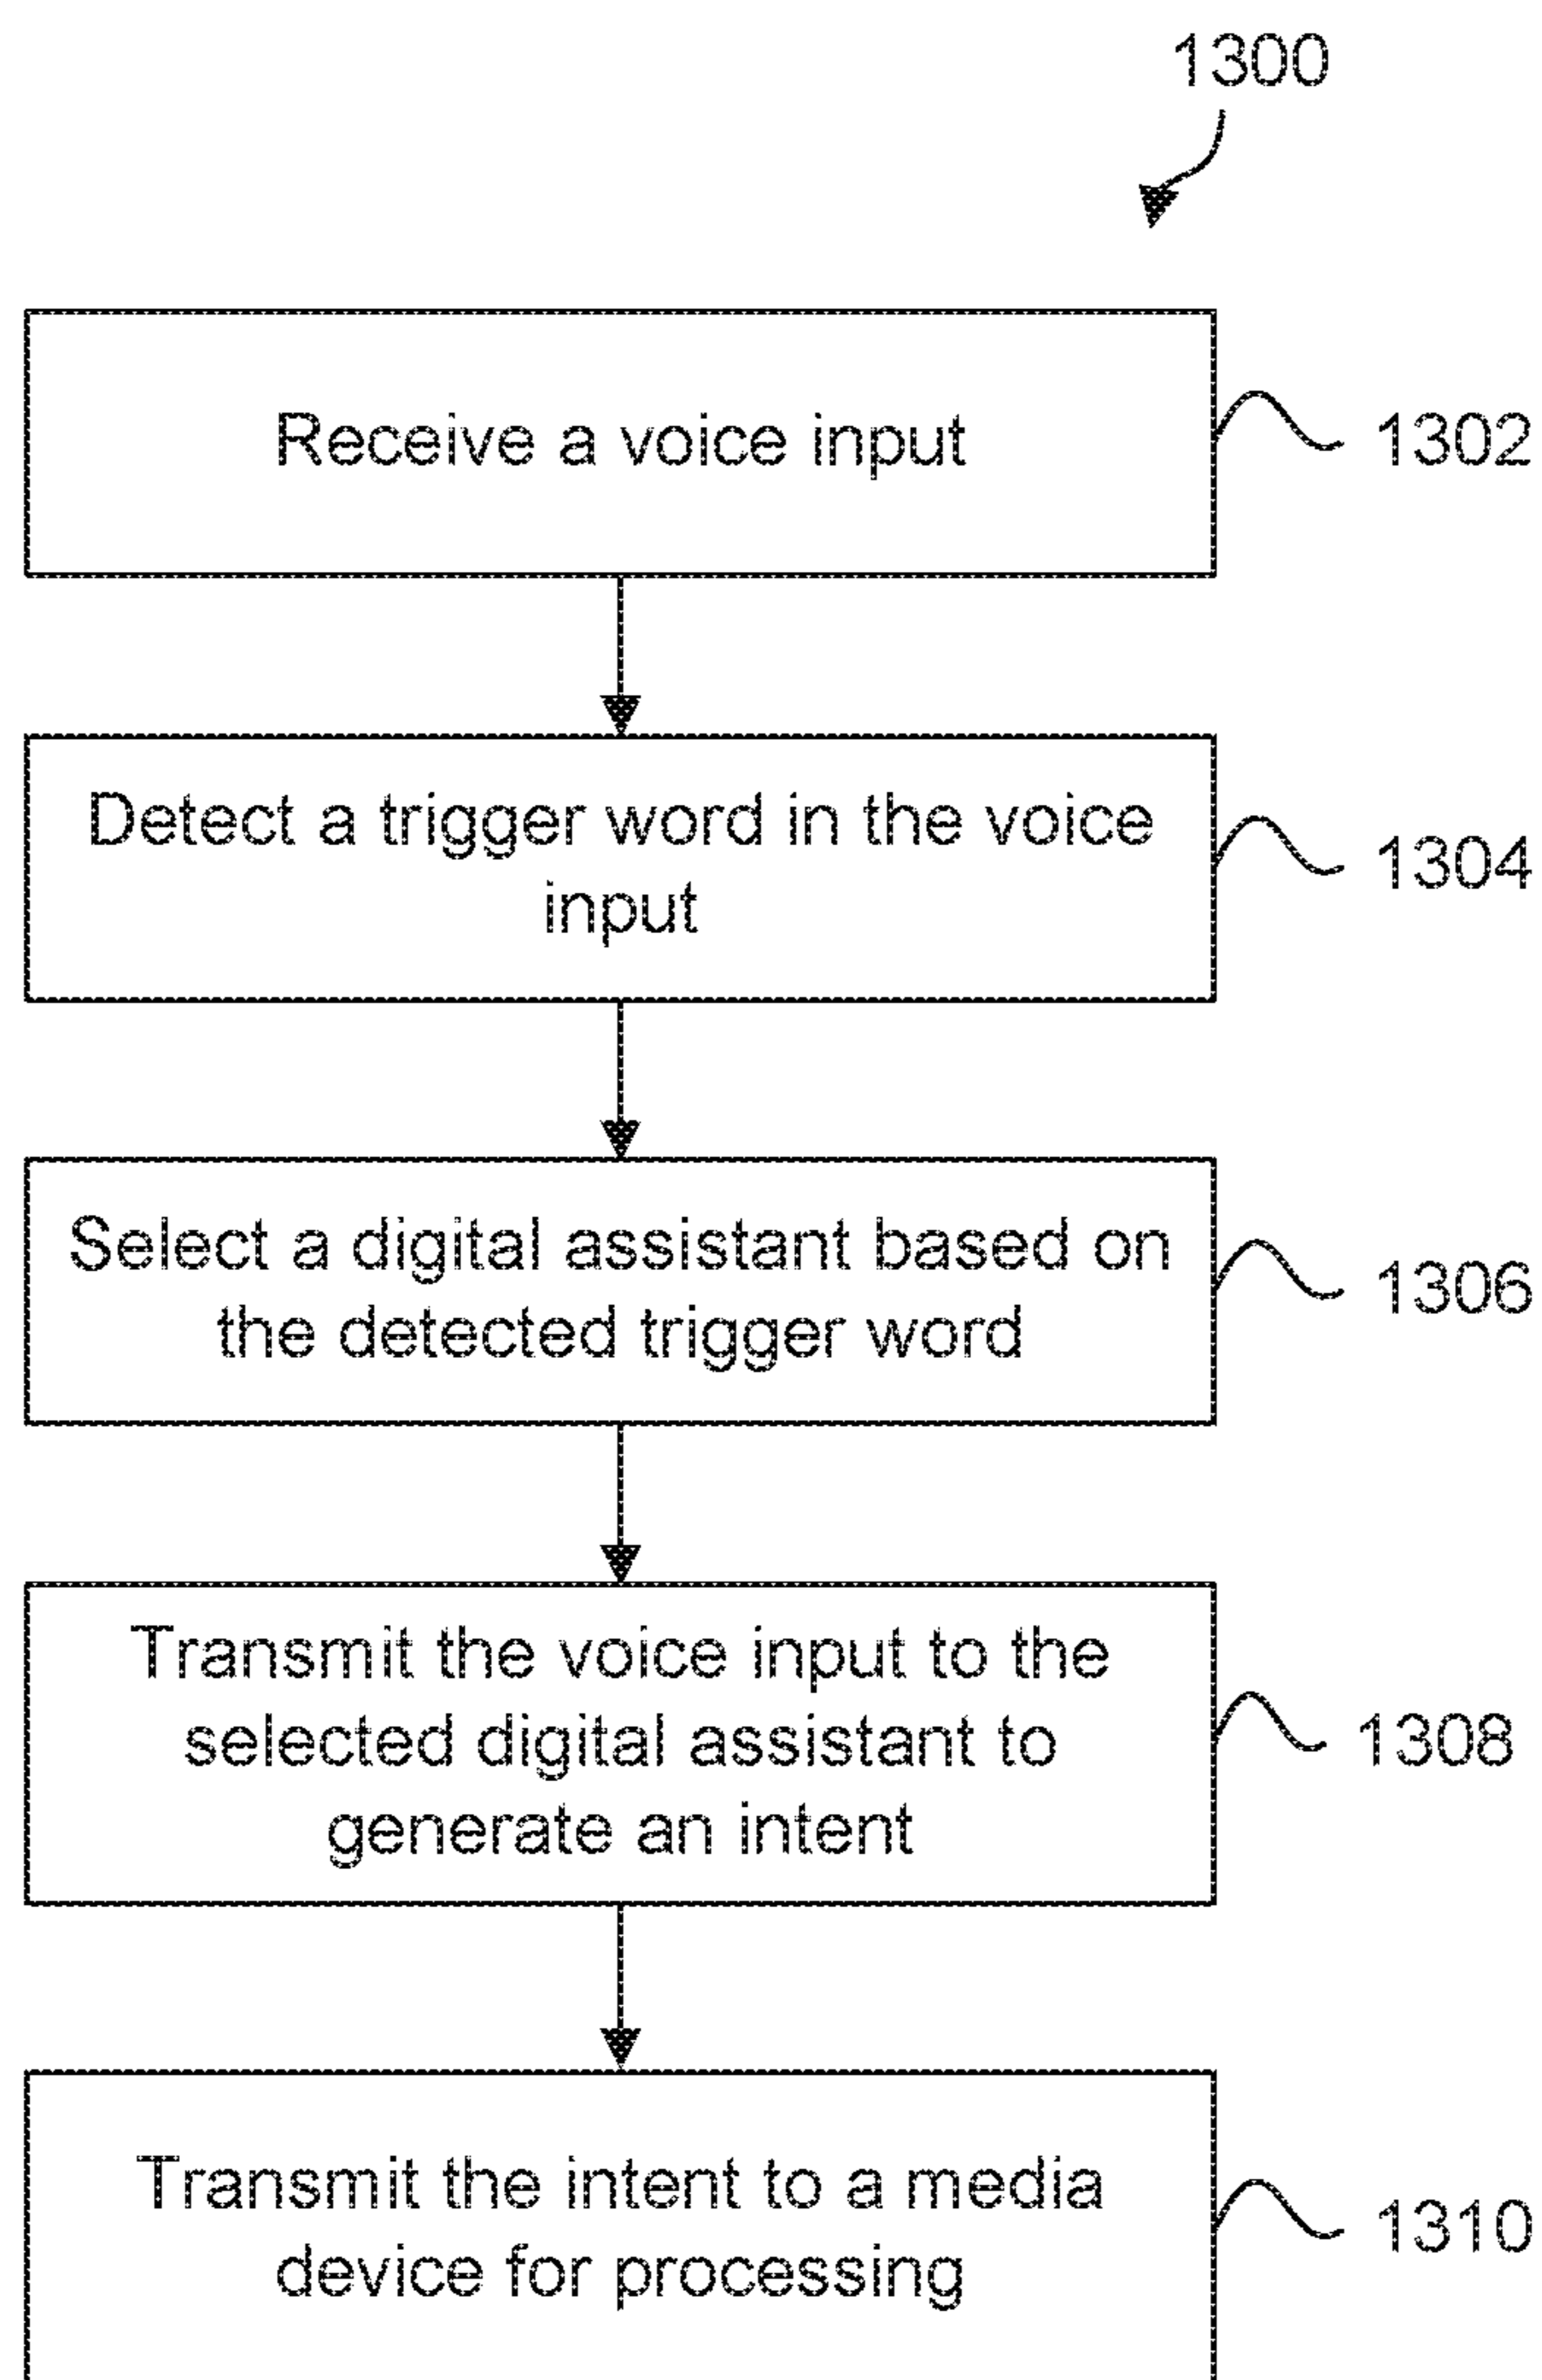 1300
Receive a voice input
1302
Detect a trigger word in the voice
input
1304
Select a digital assistant based on
the detected trigger word
1306
Transmit the voice input to the
selected digital assistant to
generate an intent
1308
Transmit the intent to a media
device for processing
1310